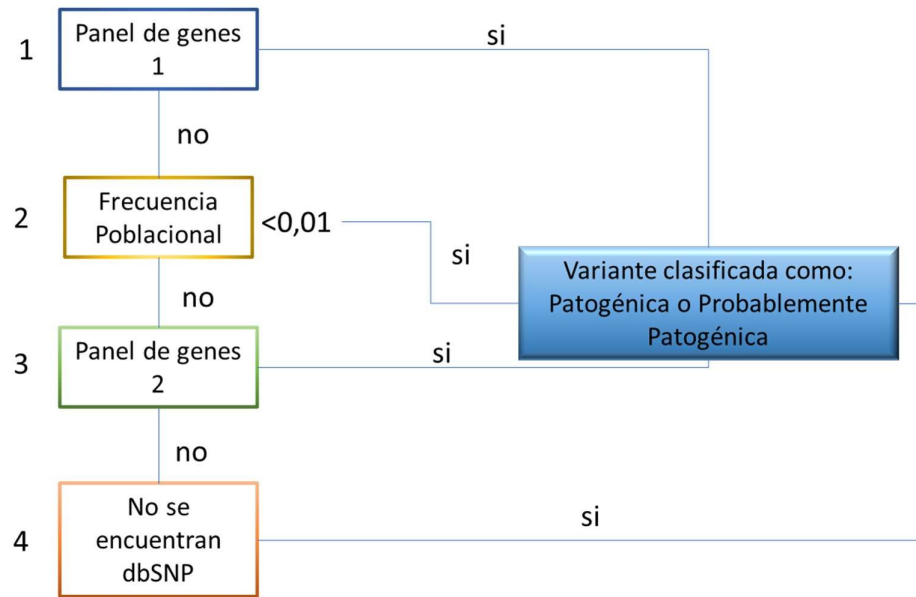 1
Panel de genes
1
si
no
2
Frecuencia
Poblacional
<0,01
si
Variante clasificada como:
Patogénica o Probablemente
Patogénica
no
3
Panel de genes
2
si
no
4
No se
encuentran
dbSNP
si